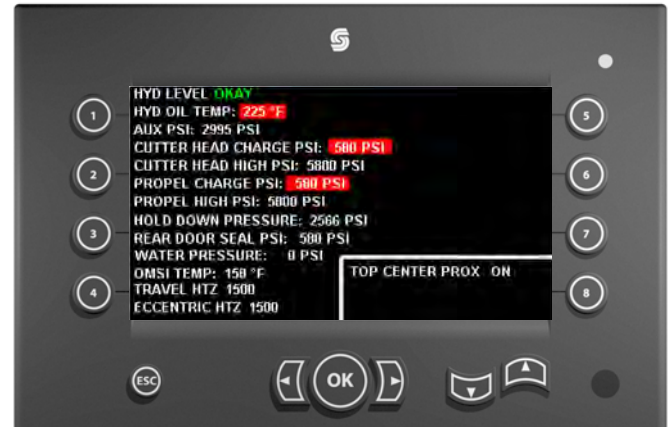 HYD LEVEL OKAY
HYD OIL TEMP: 225 °F
AUX PSI: 2995 PSI
CUTTER HEAD CHARGE PSI: 580 PSI
CUTTER HEAD HIGH PSI: 5800 PSI
PROPEL CHARGE PSI: 580 PSI
PROPEL HIGH PSI: 5800 PSI
HOLD DOWN PRESSURE: 2566 PSI
REAR DOOR SEAL PSI: 580 PSI
WATER PRESSURE: 0 PSI
OMSI TEMP: 150 °F
TRAVEL HTZ 1500
ECCENTRIC HTZ 1500
TOP CENTER PROX ON
1
2
3
4
5
6
7
8
ESC
OK